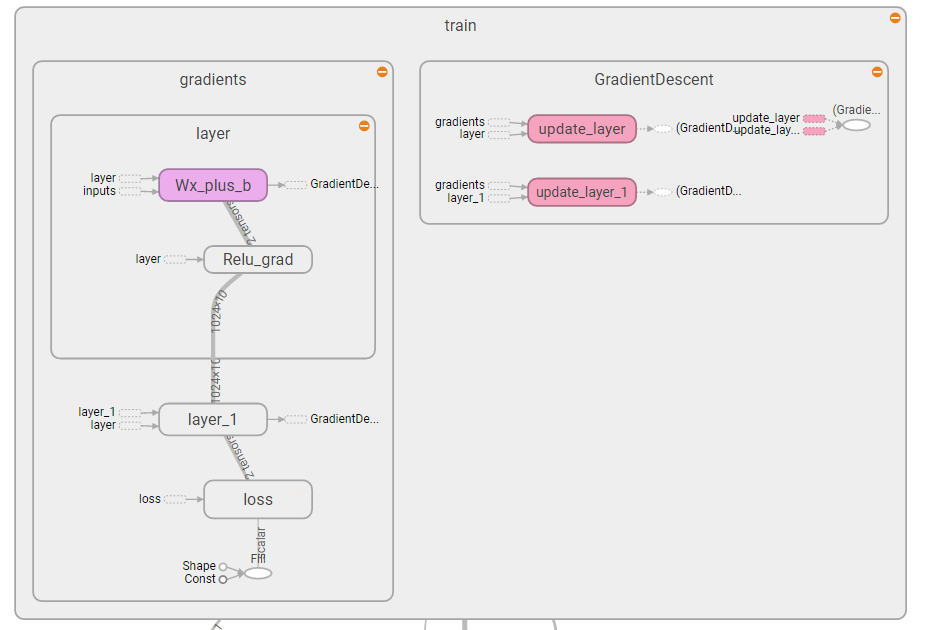 train
gradients
GradientDescent
layer
layer
inputs
Wx_plus_b
GradientDe...
2 tensors
layer
Relu_grad
1024×10
1024×10
layer_1
layer
layer_1
GradientDe...
2 tensors
loss
loss
scalar
Fill
Shape
Const
gradients
layer
update_layer
(GradientD...
update_layer
update_lay...
(Gradie...
gradients
layer_1
update_layer_1
(GradientD...